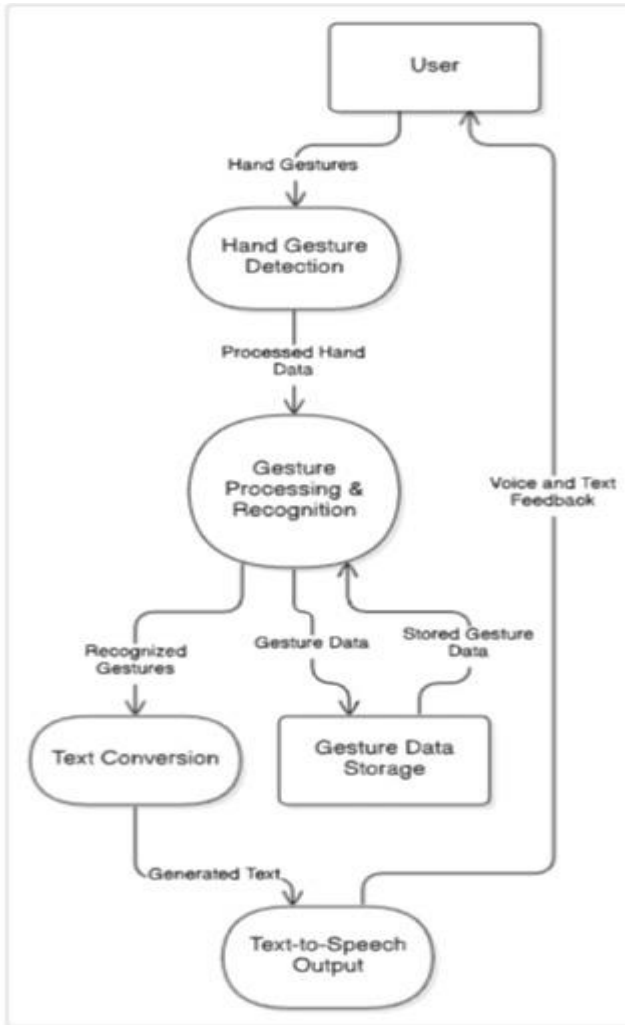 User
Hand Gestures
Hand Gesture
Detection
Processed Hand
Data
Gesture
Processing &
Recognition
Voice and Text
Feedback
Recognized
Gestures
Gesture Data
Stored Gesture
Data
Text Conversion
Gesture Data
Storage
Generated Text
Text-to-Speech
Output